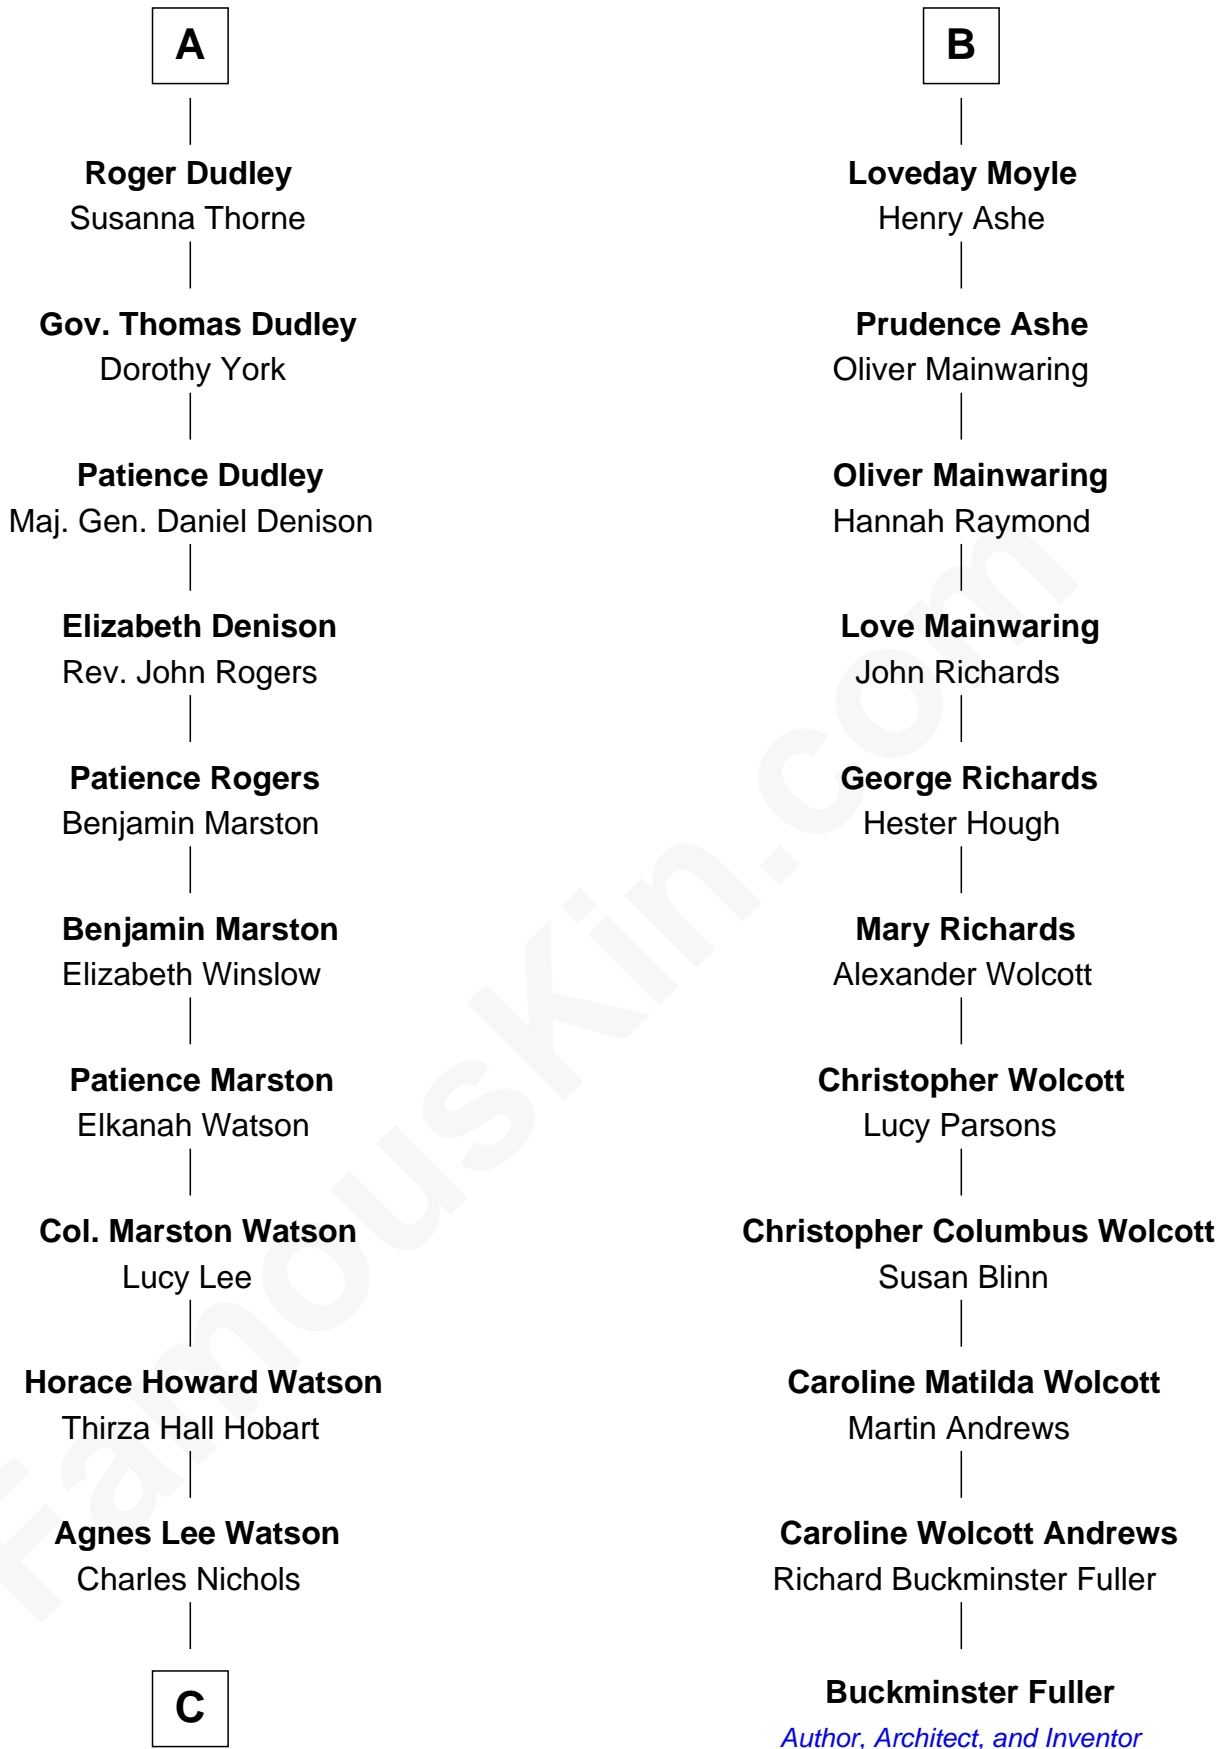 A
Roger Dudley
Susanna Thorne
Gov. Thomas Dudley
Dorothy York
Patience Dudley
Maj. Gen. Daniel Denison
Elizabeth Denison
Rev. John Rogers
Patience Rogers
Benjamin Marston
Benjamin Marston
Elizabeth Winslow
Patience Marston
Elkanah Watson
Col. Marston Watson
Lucy Lee
Horace Howard Watson
Thirza Hall Hobart
Agnes Lee Watson
Charles Nichols
C
B
Loveday Moyle
Henry Ashe
Prudence Ashe
Oliver Mainwaring
Oliver Mainwaring
Hannah Raymond
Love Mainwaring
John Richards
George Richards
Hester Hough
Mary Richards
Alexander Wolcott
Christopher Wolcott
Lucy Parsons
Christopher Columbus Wolcott
Susan Blinn
Caroline Matilda Wolcott
Martin Andrews
Caroline Wolcott Andrews
Richard Buckminster Fuller
Buckminster Fuller
Author, Architect, and Inventor
FamousKin.com